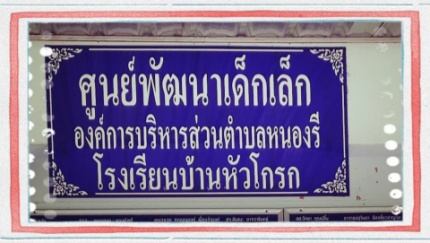 ศูนย์พัฒนาเด็กเล็ก
องค์การบริหารส่วนตำบลหนองรี
โรงเรียนบ้านหัวโกรก